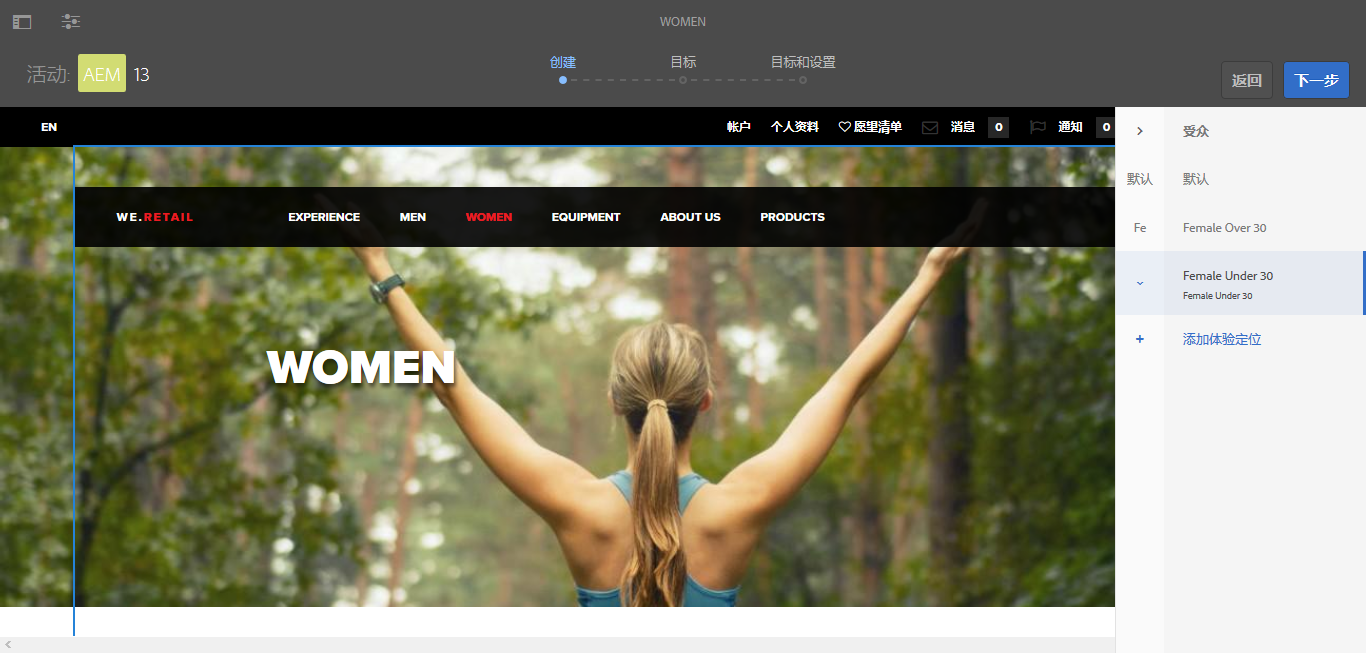 WOMEN
活动: AEM 13
创建 目标 目标和设置
返回 下一步
EN 帐户 个人资料 愿里清单 消息 0 通知 0
WE.RETAIL EXPERIENCE MEN WOMEN EQUIPMENT ABOUT US PRODUCTS
WOMEN
受众
默认 默认
Fe Female Over 30
Female Under 30
Female Under 30
+ 添加体验定位